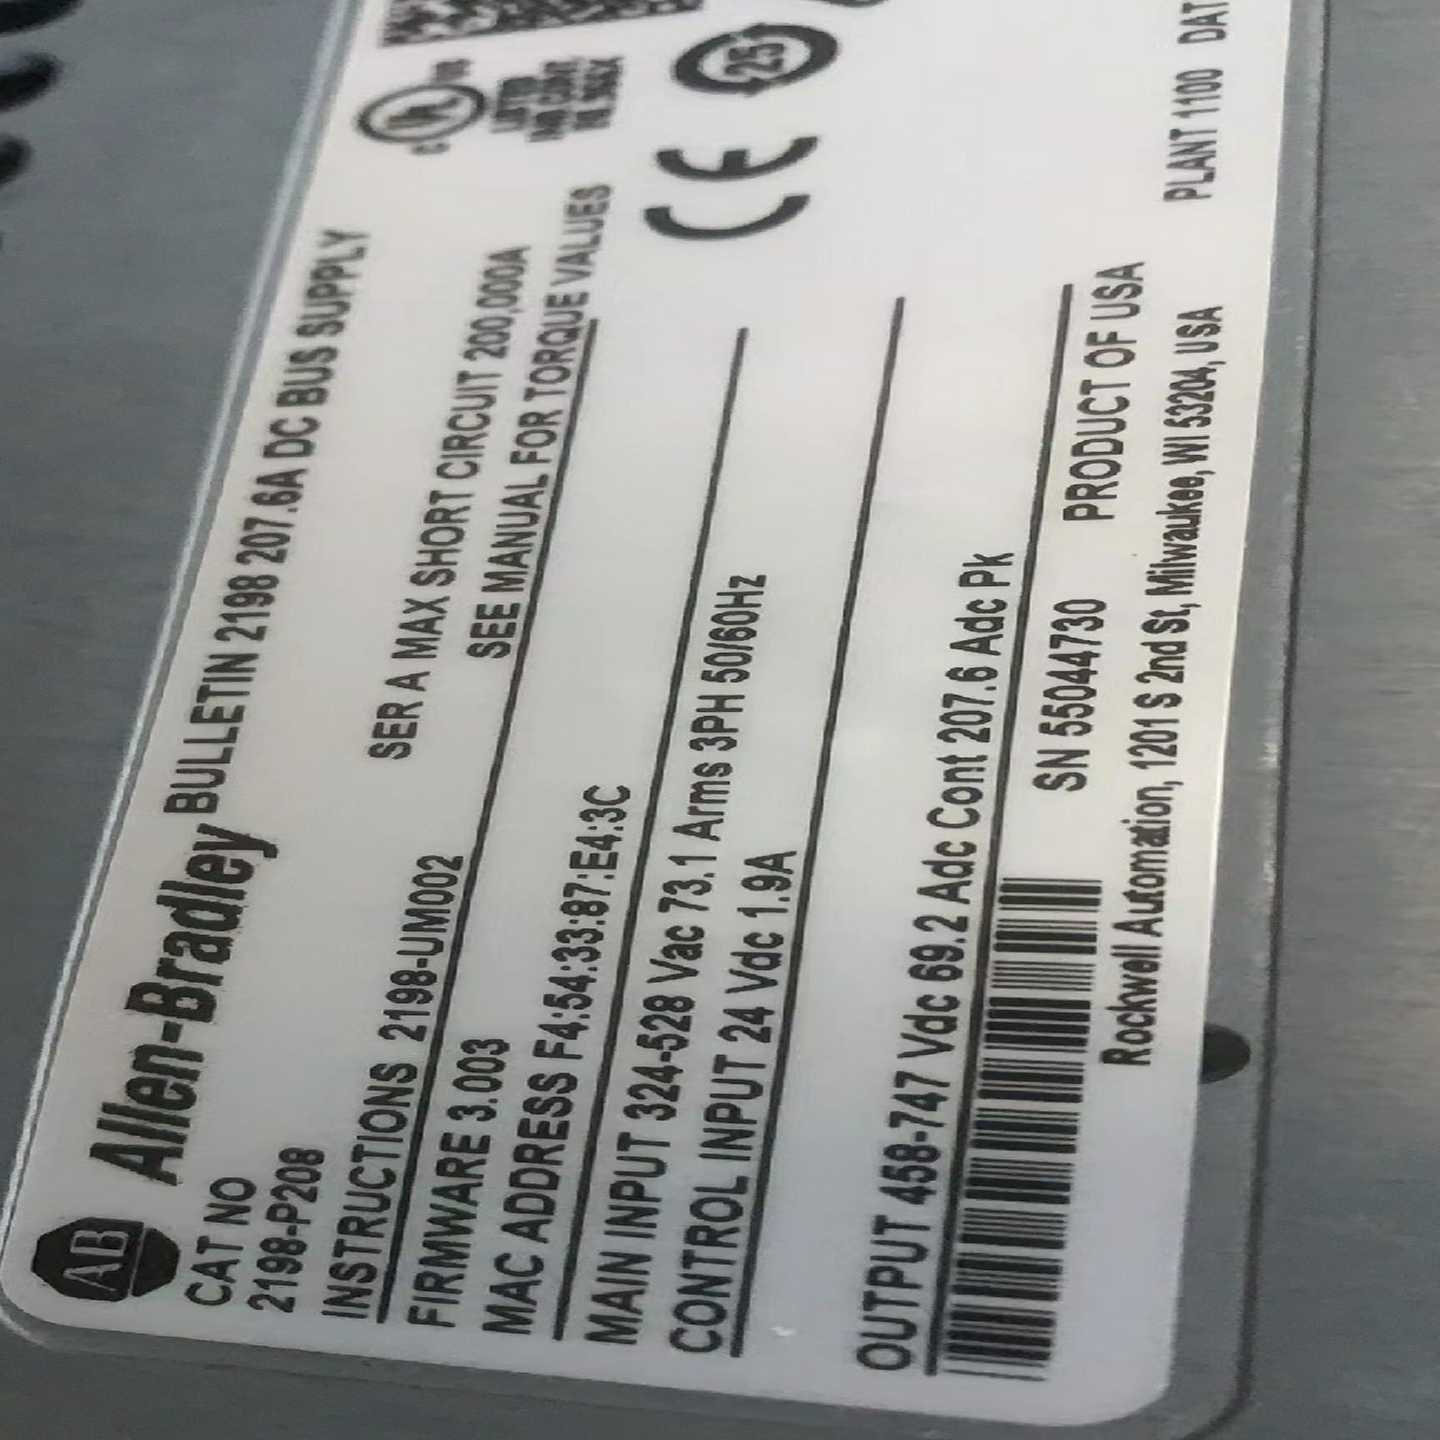 AB Allen-Bradley BULLETIN 2198 207.6A DC BUS SUPPLY
CAT NO
2198-P208 SER A MAX SHORT CIRCUIT 200,000A
INSTRUCTIONS 2198-UM002 SEE MANUAL FOR TORQUE VALUES
FIRMWARE 3.003
MAC ADDRESS F4:54:33:87:E4:3C
MAIN INPUT 324-528 Vac 73.1 Arms 3PH 50/60Hz
CONTROL INPUT 24 Vdc 1.9A
OUTPUT 458-747 Vdc 69.2 Adc Cont 207.6 Adc Pk
SN 55044730 PRODUCT OF USA
Rockwell Automation, 1201 S 2nd St, Milwaukee, WI 53204, USA
PLANT 1100 DAT
c UL us
LISTED
CE
25